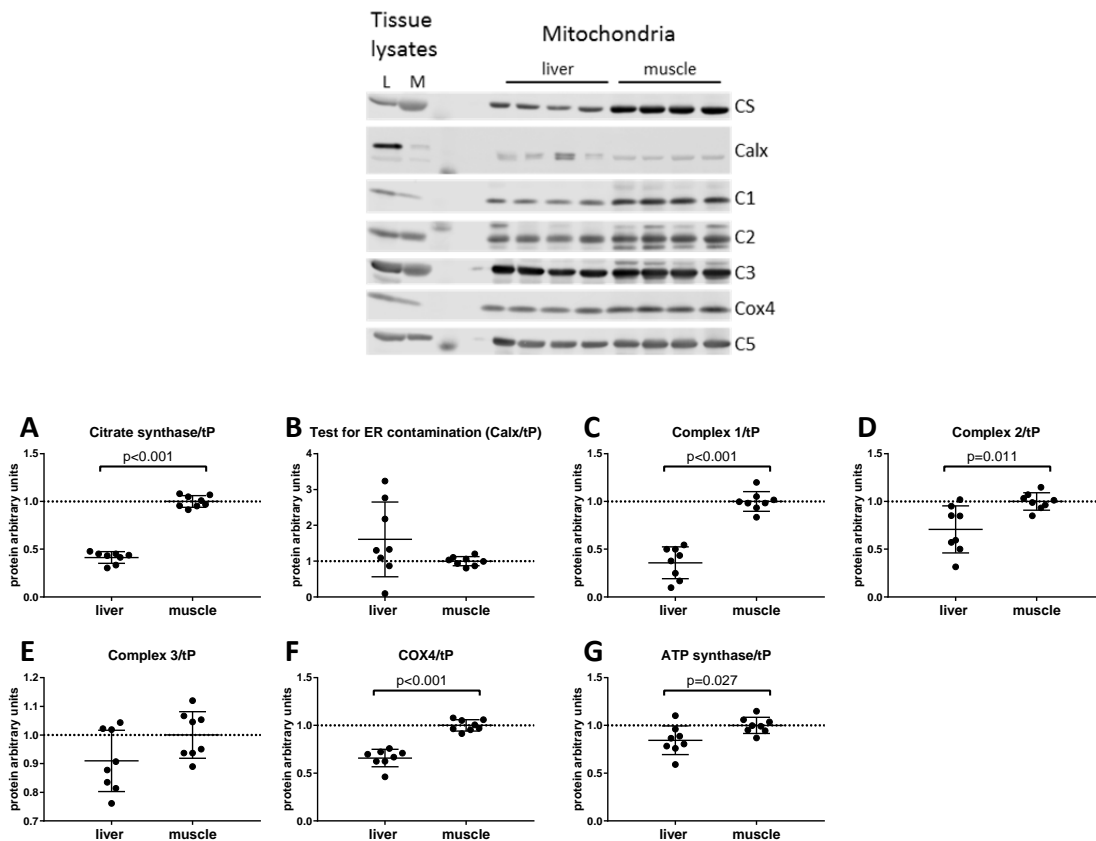 Tissue
lysates
Mitochondria
liver
muscle
L M
CS
Calx
C1
C2
C3
Cox4
C5
A
Citrate synthase/tP
p<0.001
protein arbitrary units
1.5
1.0
0.5
0.0
liver
muscle
B
Test for ER contamination (Calx/tP)
protein arbitrary units
4
3
2
1
0
liver
muscle
C
Complex 1/tP
p<0.001
protein arbitrary units
1.5
1.0
0.5
0.0
liver
muscle
D
Complex 2/tP
p=0.011
protein arbitrary units
1.5
1.0
0.5
0.0
liver
muscle
E
Complex 3/tP
protein arbitrary units
1.2
1.1
1.0
0.9
0.8
0.7
liver
muscle
F
COX4/tP
p<0.001
protein arbitrary units
1.5
1.0
0.5
0.0
liver
muscle
G
ATP synthase/tP
p=0.027
protein arbitrary units
1.5
1.0
0.5
0.0
liver
muscle